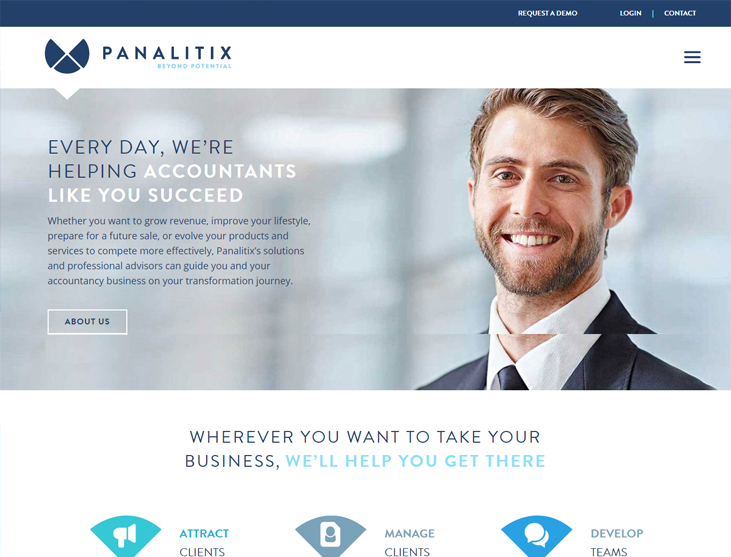 REQUEST A DEMO LOGIN | CONTACT
PANALITIX
BEYOND POTENTIAL
EVERY DAY, WE'RE
HELPING ACCOUNTANTS
LIKE YOU SUCCEED
Whether you want to grow revenue, improve your lifestyle,
prepare for a future sale, or evolve your products and
services to compete more effectively, Panalitix's solutions
and professional advisors can guide you and your
accountancy business on your transformation journey.
ABOUT US
WHEREVER YOU WANT TO TAKE YOUR
BUSINESS, WE'LL HELP YOU GET THERE
ATTRACT
CLIENTS
MANAGE
CLIENTS
DEVELOP
TEAMS